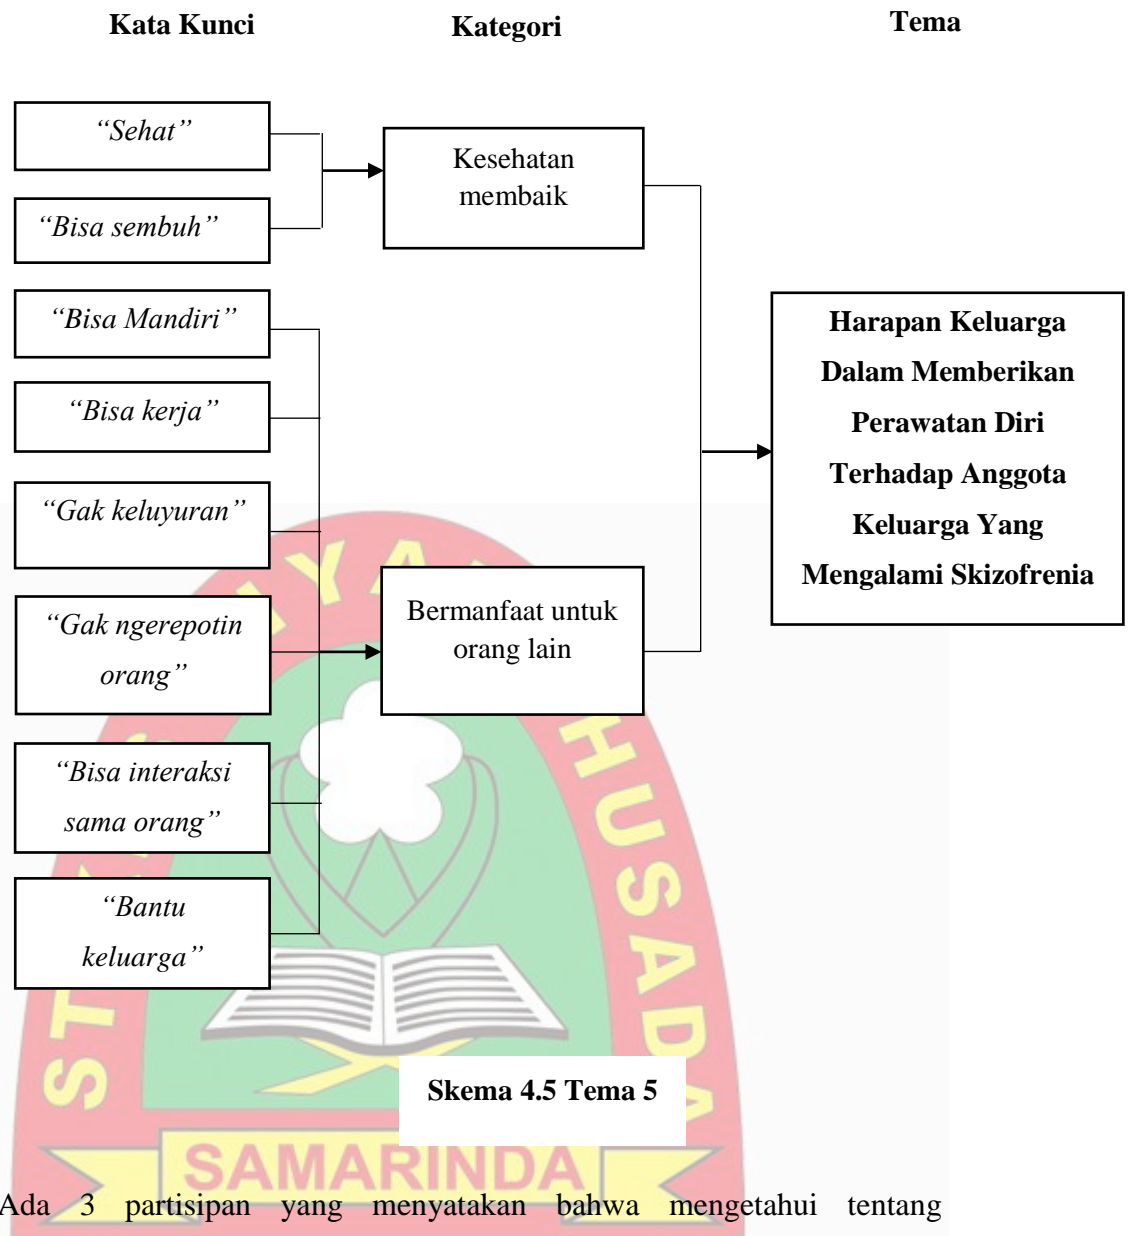 Kata Kunci
Kategori
Tema
“Sehat”
“Bisa sembuh”
“Bisa Mandiri”
“Bisa kerja”
“Gak keluyuran”
“Gak ngerepotin
orang”
“Bisa interaksi
sama orang”
“Bantu
keluarga”
Kesehatan
membaik
Bermanfaat untuk
orang lain
Harapan Keluarga
Dalam Memberikan
Perawatan Diri
Terhadap Anggota
Keluarga Yang
Mengalami Skizofrenia
HUSADA
Skema 4.5 Tema 5
SAMARINDA
Ada 3 partisipan yang menyatakan bahwa mengetahui tentang